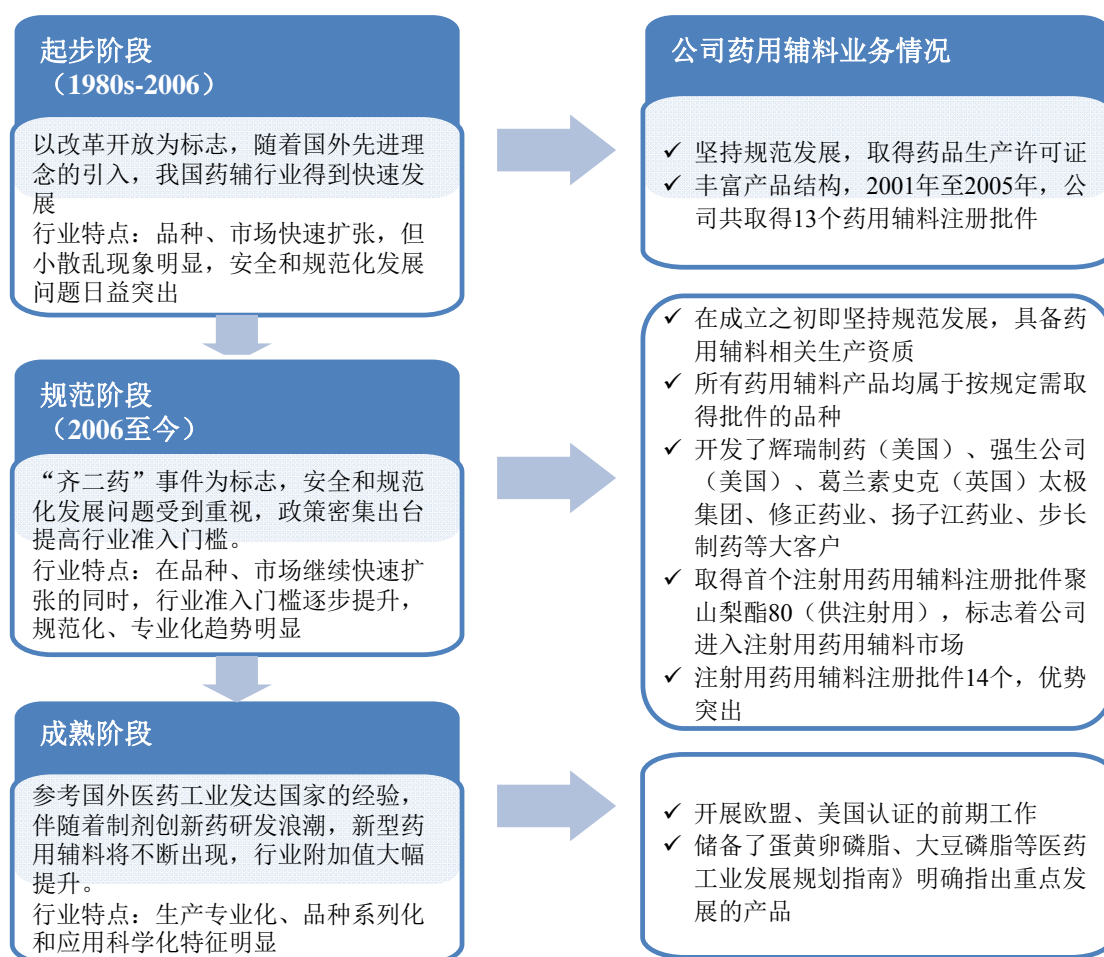 起步阶段
（1980s-2006）
以改革开放为标志，随着国外先进理
念的引入，我国药辅行业得到快速发
展
行业特点：品种、市场快速扩张，但
小散乱现象明显，安全和规范化发展
问题日益突出
公司药用辅料业务情况
✓ 坚持规范发展，取得药品生产许可证
✓ 丰富产品结构，2001年至2005年，公
司共取得13个药用辅料注册批件
规范阶段
（2006至今）
“齐二药”事件为标志，安全和规范
化发展问题受到重视，政策密集出台
提高行业准入门槛。
行业特点：在品种、市场继续快速扩
张的同时，行业准入门槛逐步提升，
规范化、专业化趋势明显
✓ 在成立之初即坚持规范发展，具备药
用辅料相关生产资质
✓ 所有药用辅料产品均属于按规定需取
得批件的品种
✓ 开发了辉瑞制药（美国）、强生公司
（美国）、葛兰素史克（英国）太极
集团、修正药业、扬子江药业、步长
制药等大客户
✓ 取得首个注射用药用辅料注册批件聚
山梨酯80（供注射用），标志着公司
进入注射用药用辅料市场
✓ 注射用药用辅料注册批件14个，优势
突出
成熟阶段
参考国外医药工业发达国家的经验，
伴随着制剂创新药研发浪潮，新型药
用辅料将不断出现，行业附加值大幅
提升。
行业特点：生产专业化、品种系列化
和应用科学化特征明显
✓ 开展欧盟、美国认证的前期工作
✓ 储备了蛋黄卵磷脂、大豆磷脂等医药
工业发展规划指南》明确指出重点发
展的产品